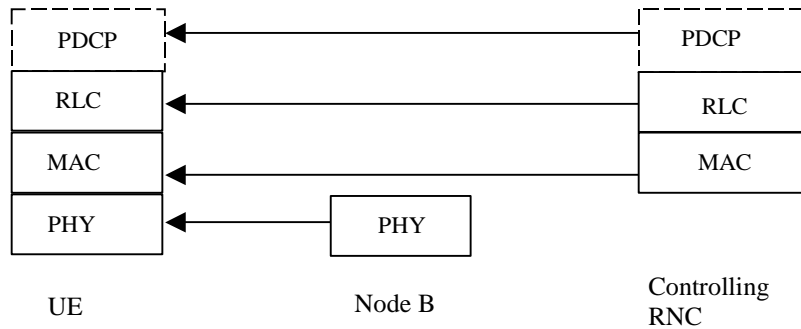 PDCP PDCP
RLC RLC
MAC MAC
PHY PHY
UE Node B Controlling
RNC